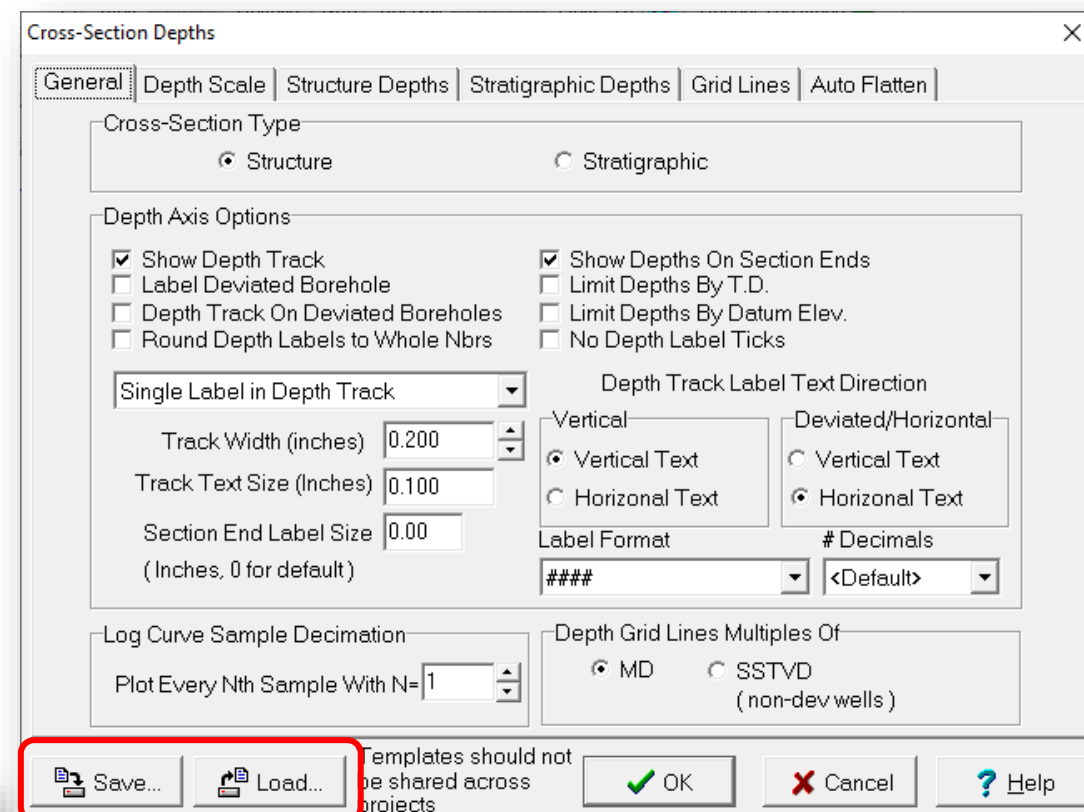 Cross-Section Depths
General Depth Scale Structure Depths Stratigraphic Depths Grid Lines Auto Flatten
Cross-Section Type
Structure Stratigraphic
Depth Axis Options
Show Depth Track
Label Deviated Borehole
Depth Track On Deviated Boreholes
Round Depth Labels to Whole Nbrs
Show Depths On Section Ends
Limit Depths By T.D.
Limit Depths By Datum Elev.
No Depth Label Ticks
Single Label in Depth Track
Track Width (inches) 0.200
Track Text Size (Inches) 0.100
Section End Label Size 0.00
( Inches, 0 for default )
Depth Track Label Text Direction
Vertical
Vertical Text
Horizonal Text
Deviated/Horizontal
Vertical Text
Horizonal Text
Label Format
####
# Decimals
<Default>
Log Curve Sample Decimation
Plot Every Nth Sample With N= 1
Depth Grid Lines Multiples Of
MD SSTVD
( non-dev wells )
Save... Load...
Templates should not
be shared across
projects
OK Cancel Help